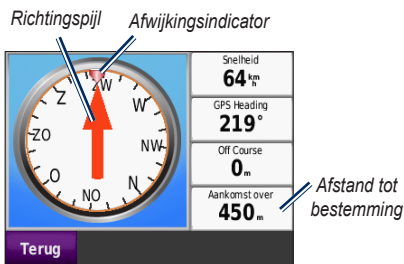 Richtingspijl
Afwijkingsindicator
Snelheid
64 km/h
GPS Heading
219°
Off Course
0m
Aankomst over
450m
ZW
W
NW
N
NO
O
ZO
Z
Afstand tot
bestemming
Terug